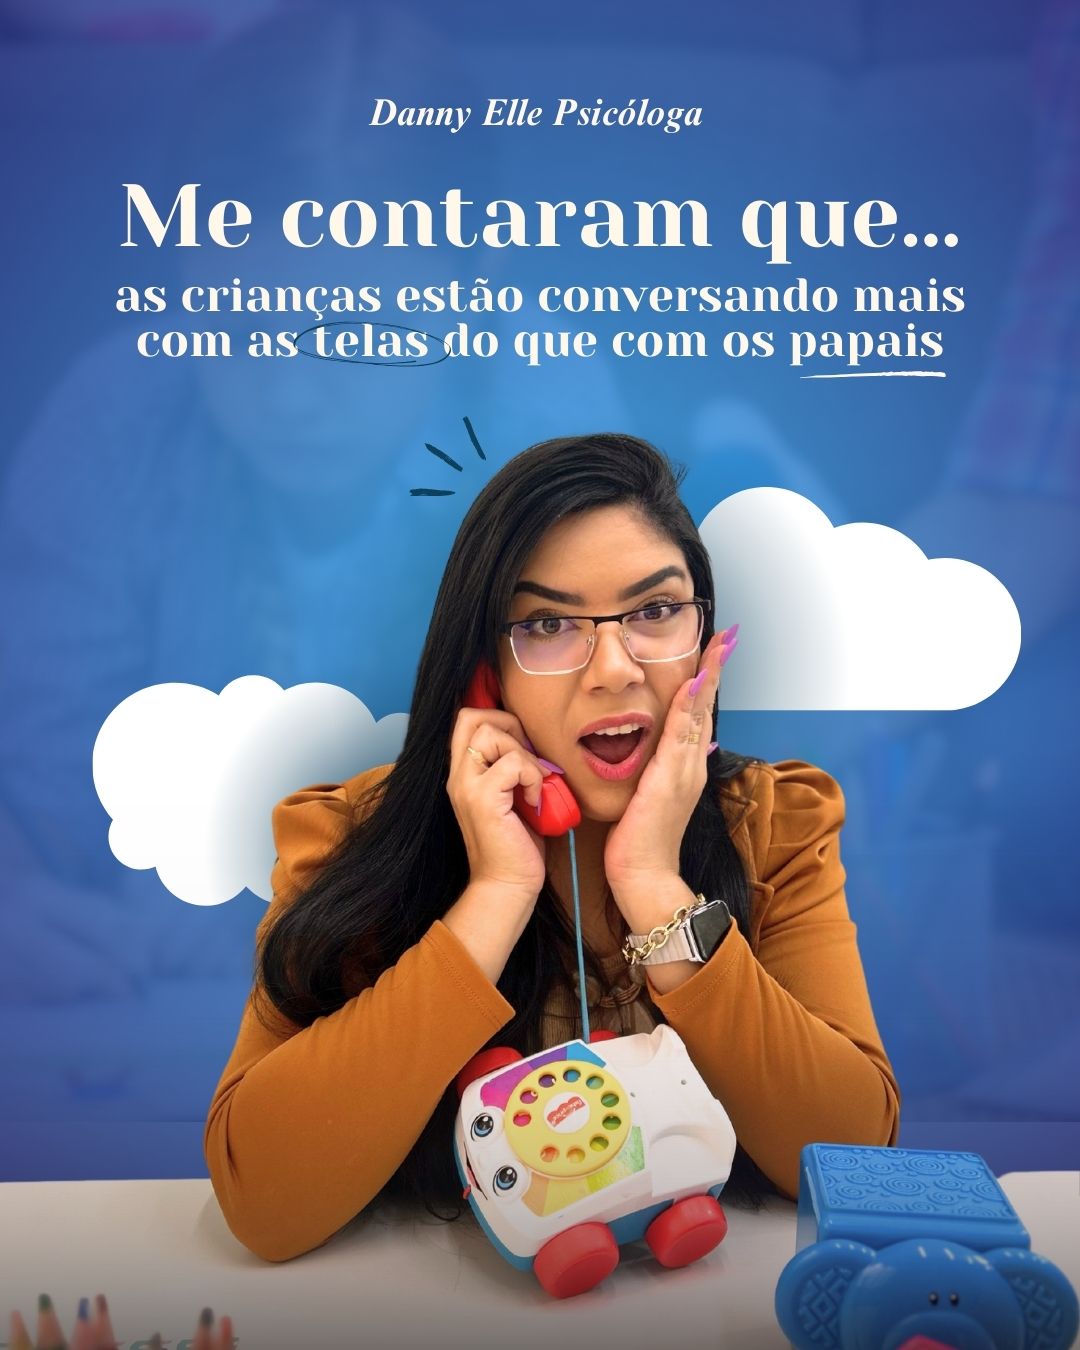 Danny Elle Psicóloga
Me contaram que...
as crianças estão conversando mais
com as telas do que com os papais